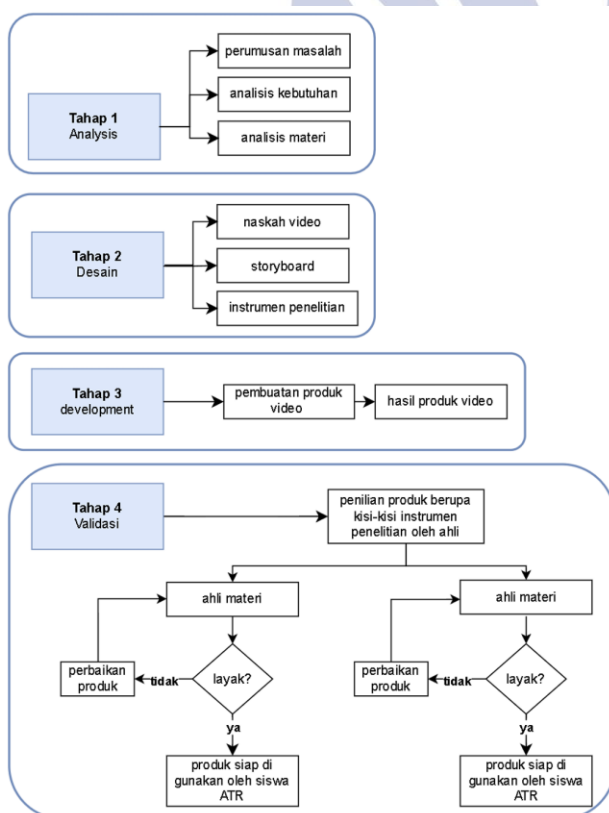 perumusan masalah
analisis kebutuhan
analisis materi
Tahap 1
Analysis
naskah video
storyboard
instrumen penelitian
Tahap 2
Desain
Tahap 3
development
pembuatan produk
video
hasil produk video
Tahap 4
Validasi
penilian produk berupa
kisi-kisi instrumen
penelitian oleh ahli
ahli materi
perbaikan
produk
tidak
layak?
ya
produk siap di
gunakan oleh siswa
ATR
ahli materi
perbaikan
produk
tidak
layak?
ya
produk siap di
gunakan oleh siswa
ATR